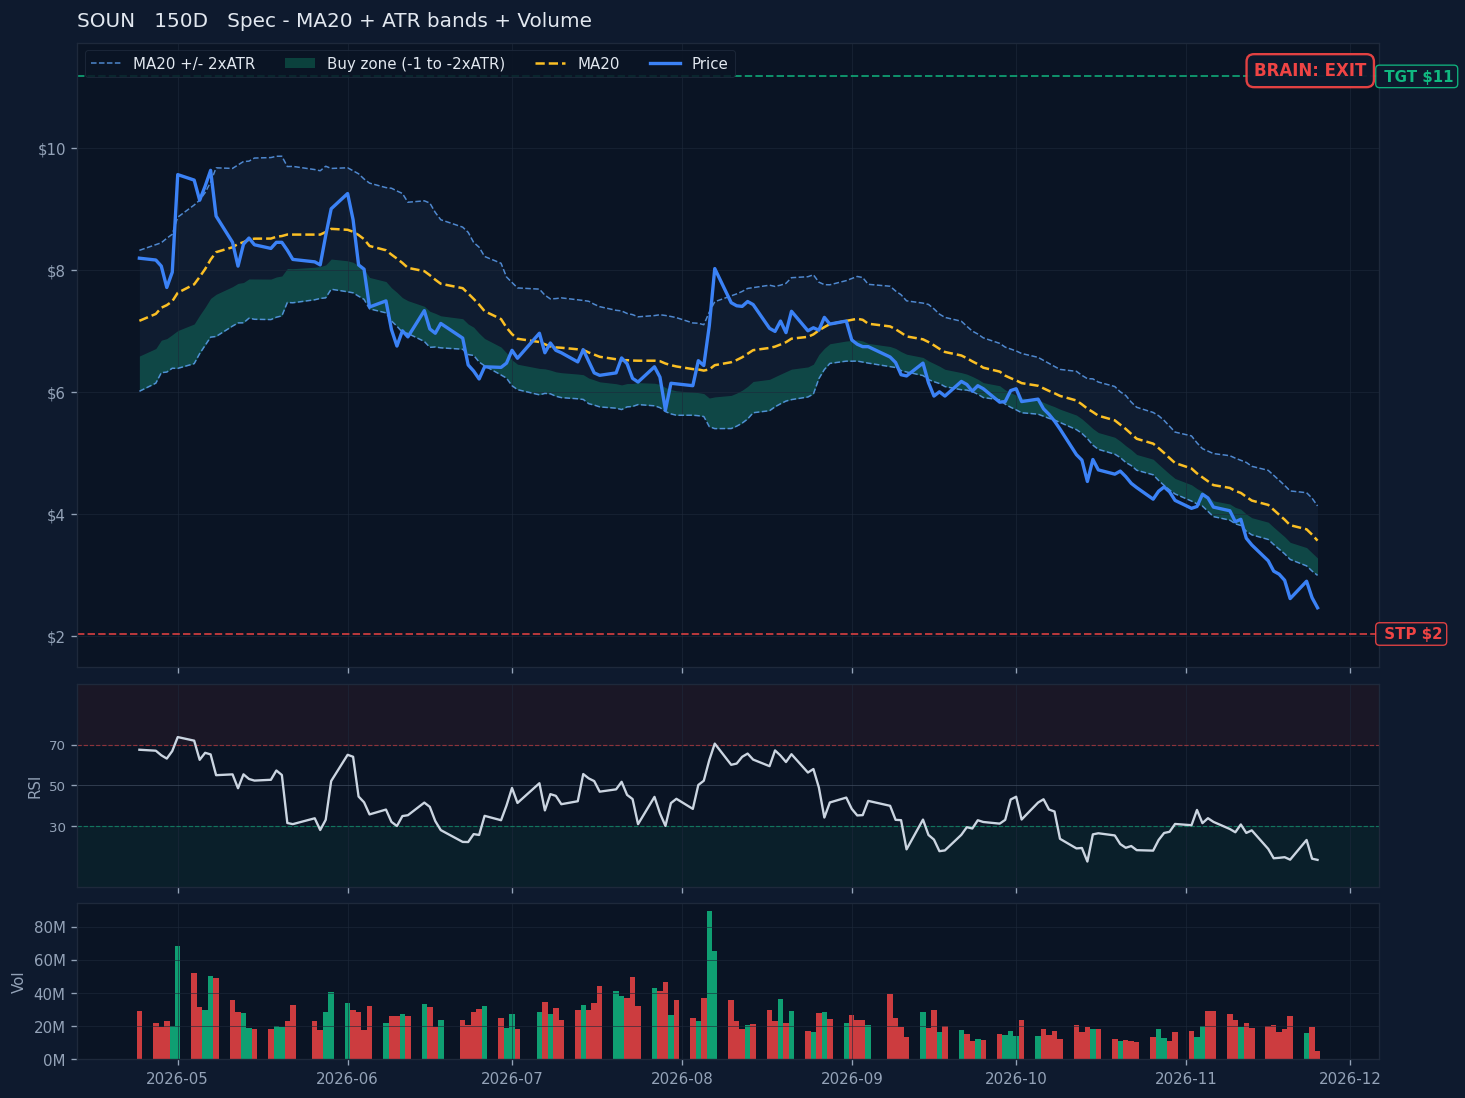 SOUN   150D   Spec - MA20 + ATR bands + Volume
MA20 +/- 2xATR
Buy zone (-1 to -2xATR)
MA20
Price
BRAIN: EXIT
TGT $11
$10
$8
$6
$4
$2
STP $2
70
50
30
RSI
80M
60M
40M
20M
0M
Vol
2026-05
2026-06
2026-07
2026-08
2026-09
2026-10
2026-11
2026-12